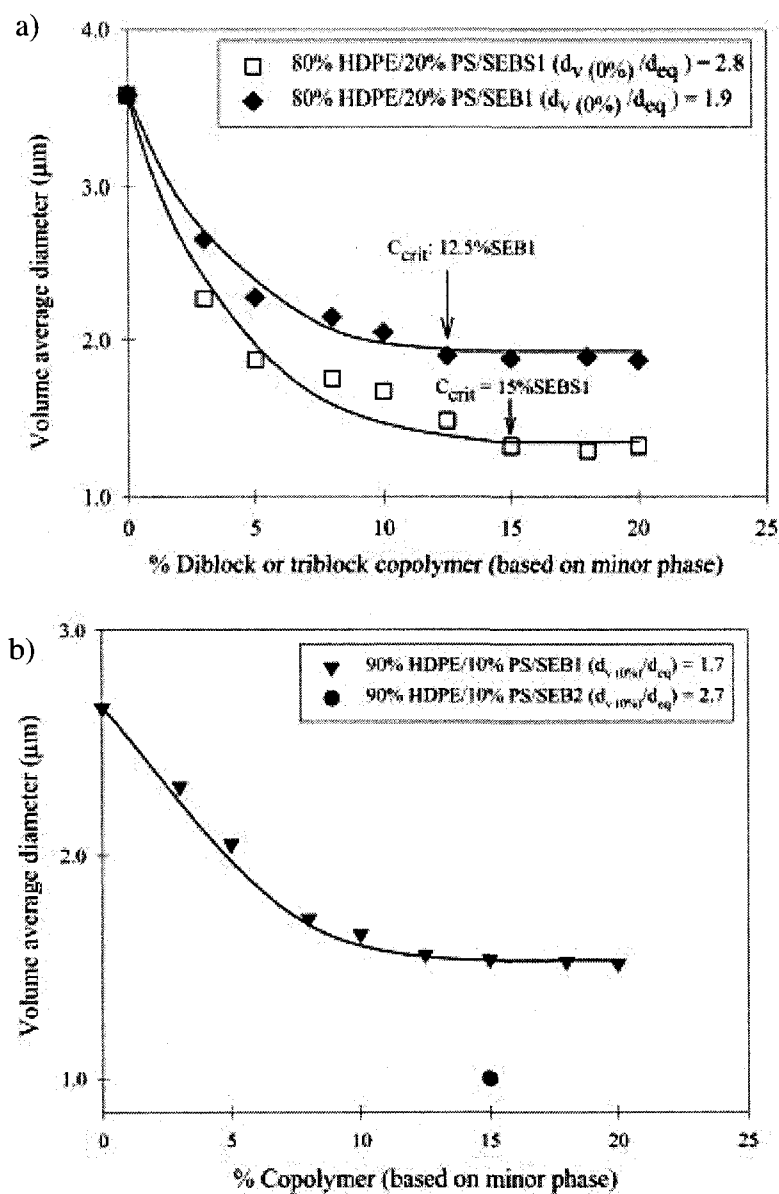 a)
4.0
3.0
2.0
1.0
Volume average diameter (µm)
80% HDPE/20% PS/SEBS1 (dv (0%) /deq) = 2.8
80% HDPE/20% PS/SEB1 (dv (0%) /deq) = 1.9
Ccrit: 12.5%SEB1
Ccrit = 15%SEBS1
0 5 10 15 20 25
% Diblock or triblock copolymer (based on minor phase)
b)
3.0
2.0
1.0
Volume average diameter (µm)
90% HDPE/10% PS/SEB1 (dv (0%)/deq) = 1.7
90% HDPE/10% PS/SEB2 (dv (0%)/deq) = 2.7
0 5 10 15 20 25
% Copolymer (based on minor phase)